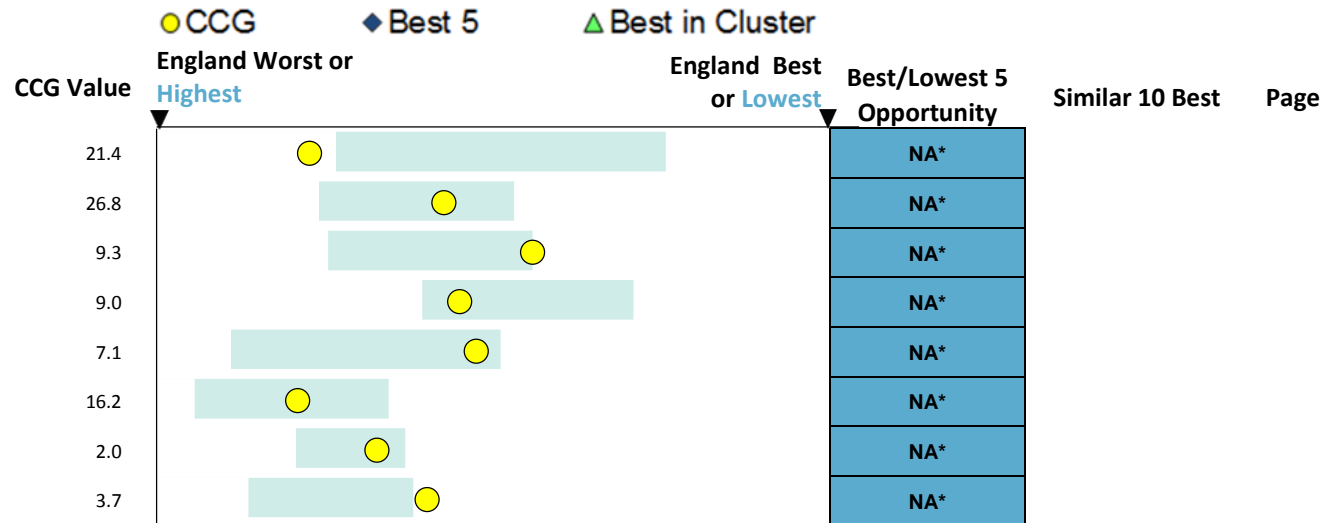 CCG Best 5 Best in Cluster
CCG Value England Worst or Highest England Best or Lowest Best/Lowest 5 Opportunity Similar 10 Best Page
21.4 NA*
26.8 NA*
9.3 NA*
9.0 NA*
7.1 NA*
16.2 NA*
2.0 NA*
3.7 NA*